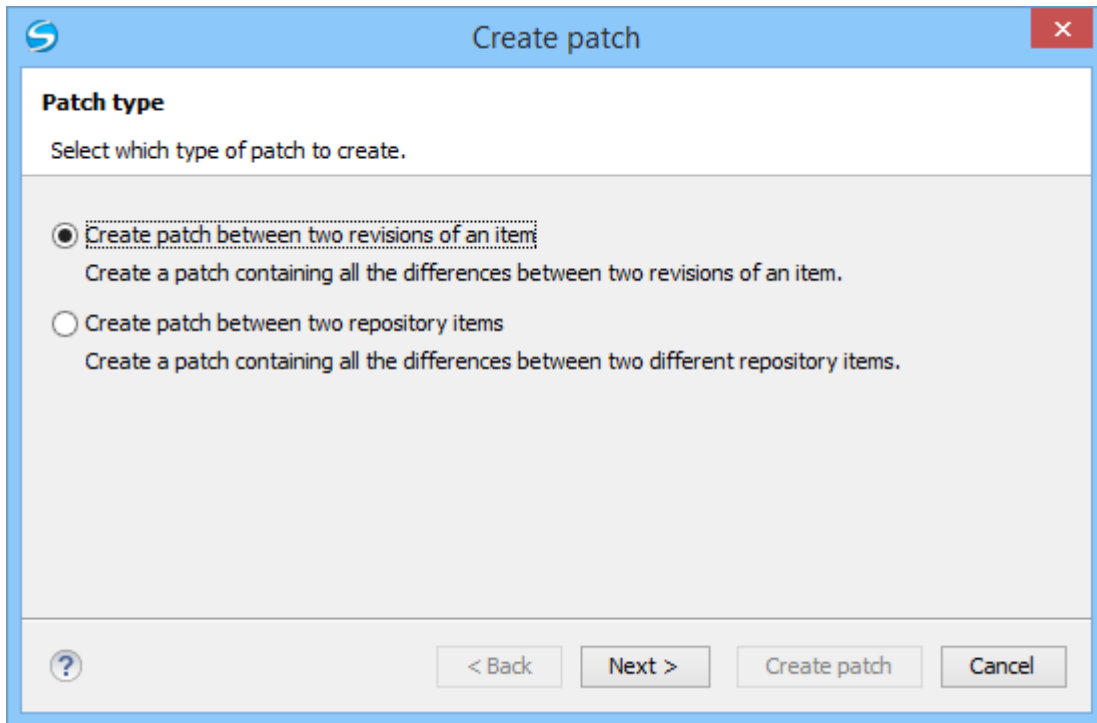 Create patch
Patch type
Select which type of patch to create.
Create patch between two revisions of an item
Create a patch containing all the differences between two revisions of an item.
Create patch between two repository items
Create a patch containing all the differences between two different repository items.
? < Back Next > Create patch Cancel